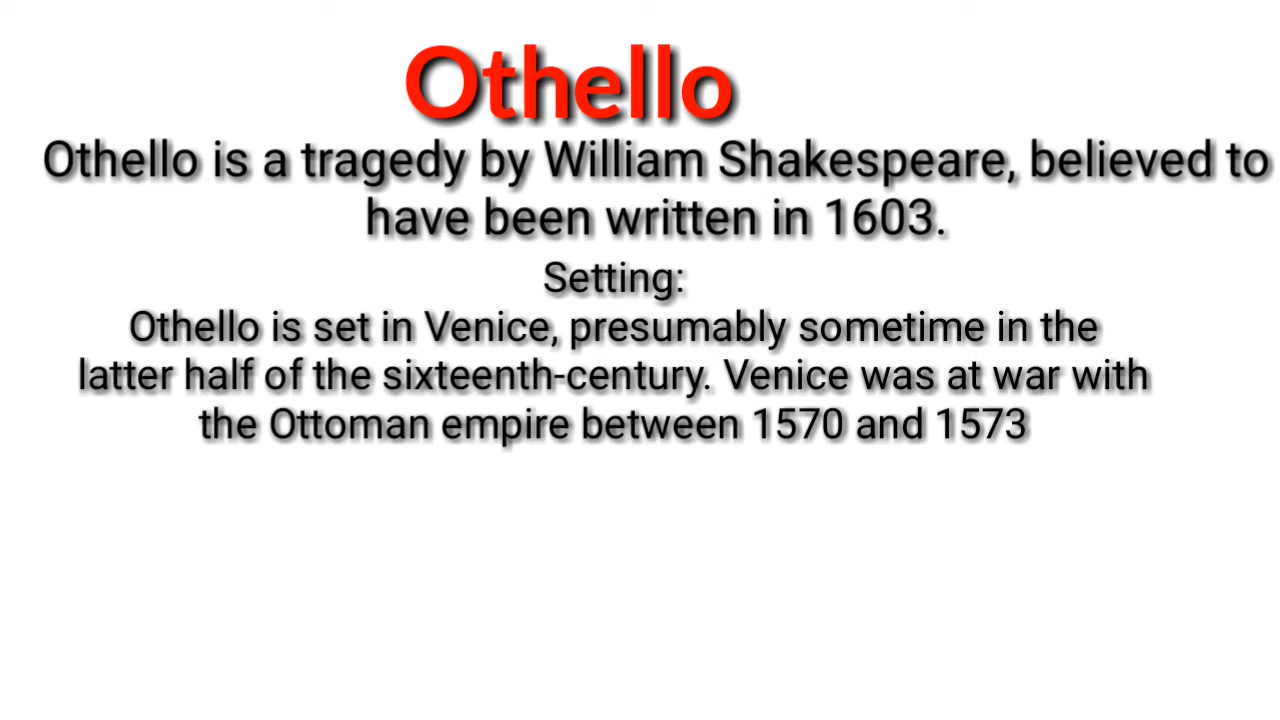 Othello
Othello is a tragedy by William Shakespeare, believed to
have been written in 1603.
Setting:
Othello is set in Venice, presumably sometime in the
latter half of the sixteenth-century. Venice was at war with
the Ottoman empire between 1570 and 1573